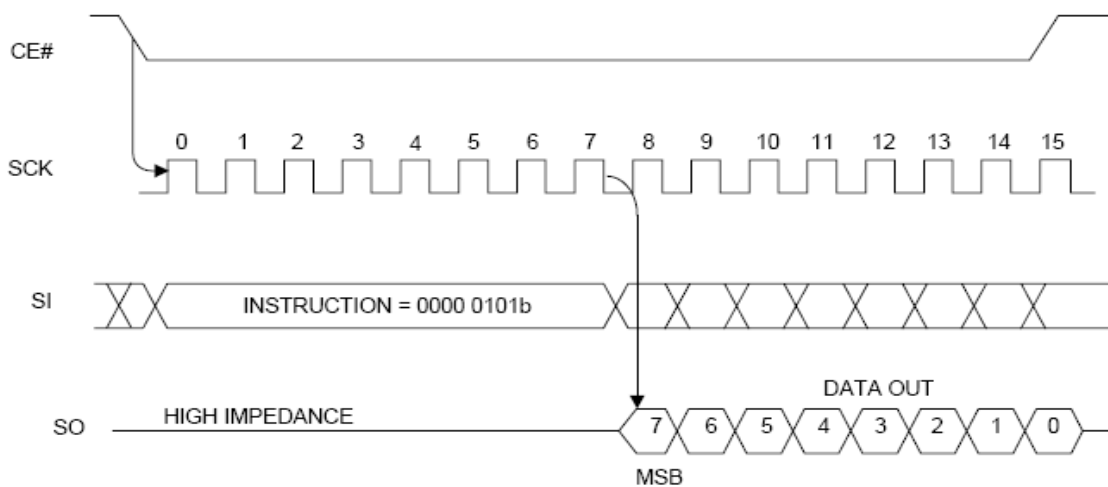 CE#
0 1 2 3 4 5 6 7 8 9 10 11 12 13 14 15
SCK
SI INSTRUCTION = 0000 0101b
DATA OUT
HIGH IMPEDANCE
SO 7 6 5 4 3 2 1 0
MSB